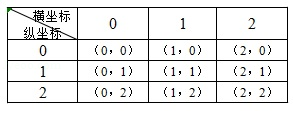 横坐标
纵坐标 0 1 2
0 （0，0） （1，0） （2，0）
1 （0，1） （1，1） （2，1）
2 （0，2） （1，2） （2，2）